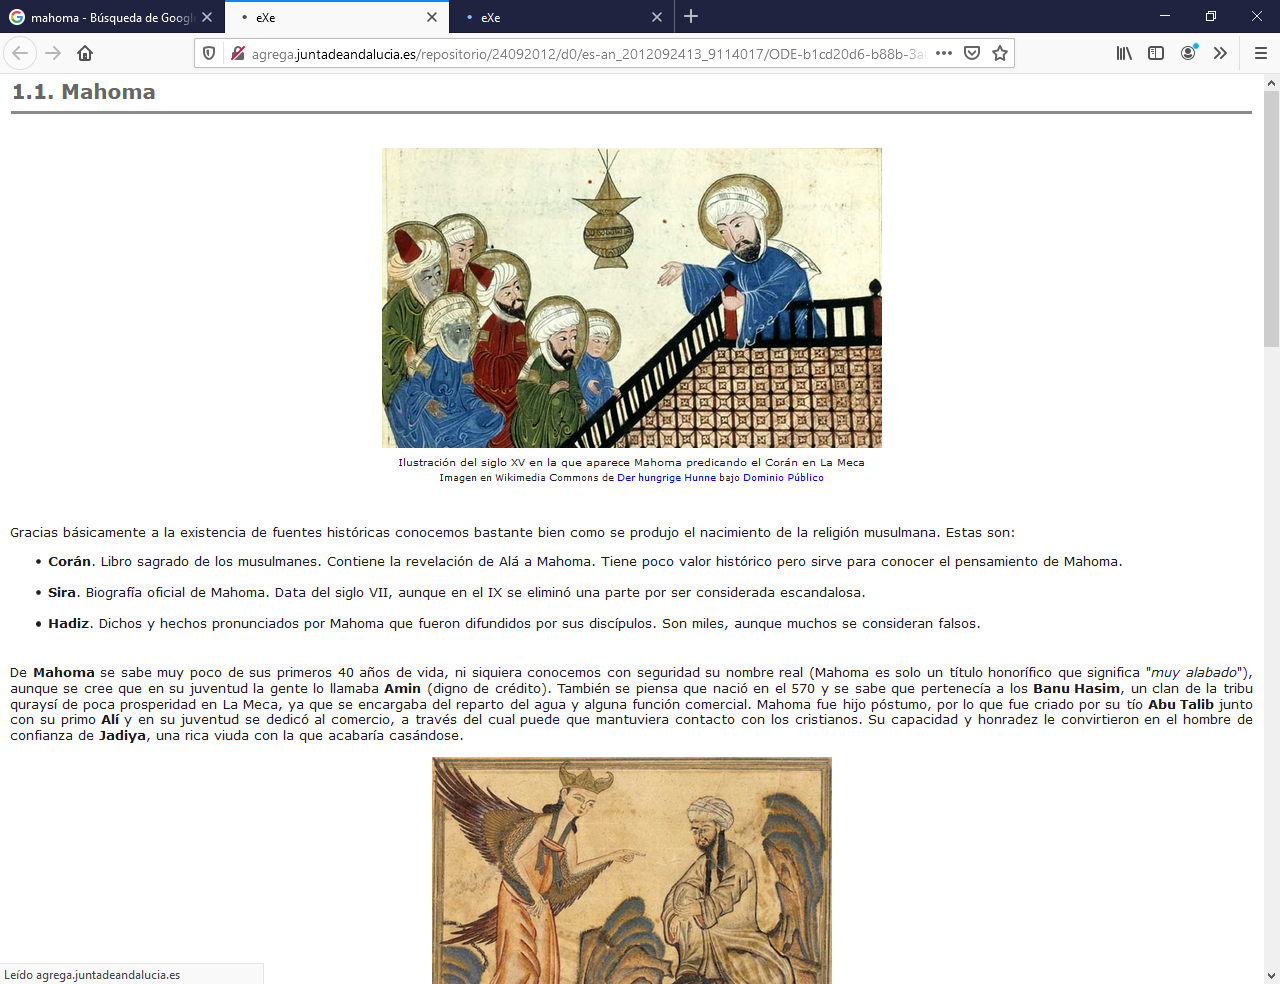 mahoma - Búsqueda de Googl
eXe
eXe
agrega.juntadeandalucia.es/repositorio/24092012/d0/es-an_2012092413_9114017/ODE-b1cd20d6-b88b-3a
1.1. Mahoma
Ilustración del siglo XV en la que aparece Mahoma predicando el Corán en La Meca
Imagen en Wikimedia Commons de Der hungrige Hunne bajo Dominio Público
Gracias básicamente a la existencia de fuentes históricas conocemos bastante bien como se produjo el nacimiento de la religión musulmana. Estas son:
• Corán. Libro sagrado de los musulmanes. Contiene la revelación de Alá a Mahoma. Tiene poco valor histórico pero sirve para conocer el pensamiento de Mahoma.
• Sira. Biografía oficial de Mahoma. Data del siglo VII, aunque en el IX se eliminó una parte por ser considerada escandalosa.
• Hadiz. Dichos y hechos pronunciados por Mahoma que fueron difundidos por sus discípulos. Son miles, aunque muchos se consideran falsos.
De Mahoma se sabe muy poco de sus primeros 40 años de vida, ni siquiera conocemos con seguridad su nombre real (Mahoma es solo un título honorífico que significa "muy alabado"),
aunque se cree que en su juventud la gente lo llamaba Amin (digno de crédito). También se piensa que nació en el 570 y se sabe que pertenecía a los Banu Hasim, un clan de la tribu
quraysí de poca prosperidad en La Meca, ya que se encargaba del reparto del agua y alguna función comercial. Mahoma fue hijo póstumo, por lo que fue criado por su tío Abu Talib junto
con su primo Alí y en su juventud se dedicó al comercio, a través del cual puede que mantuviera contacto con los cristianos. Su capacidad y honradez le convirtieron en el hombre de
confianza de Jadiya, una rica viuda con la que acabaría casándose.
Leído agrega.juntadeandalucia.es